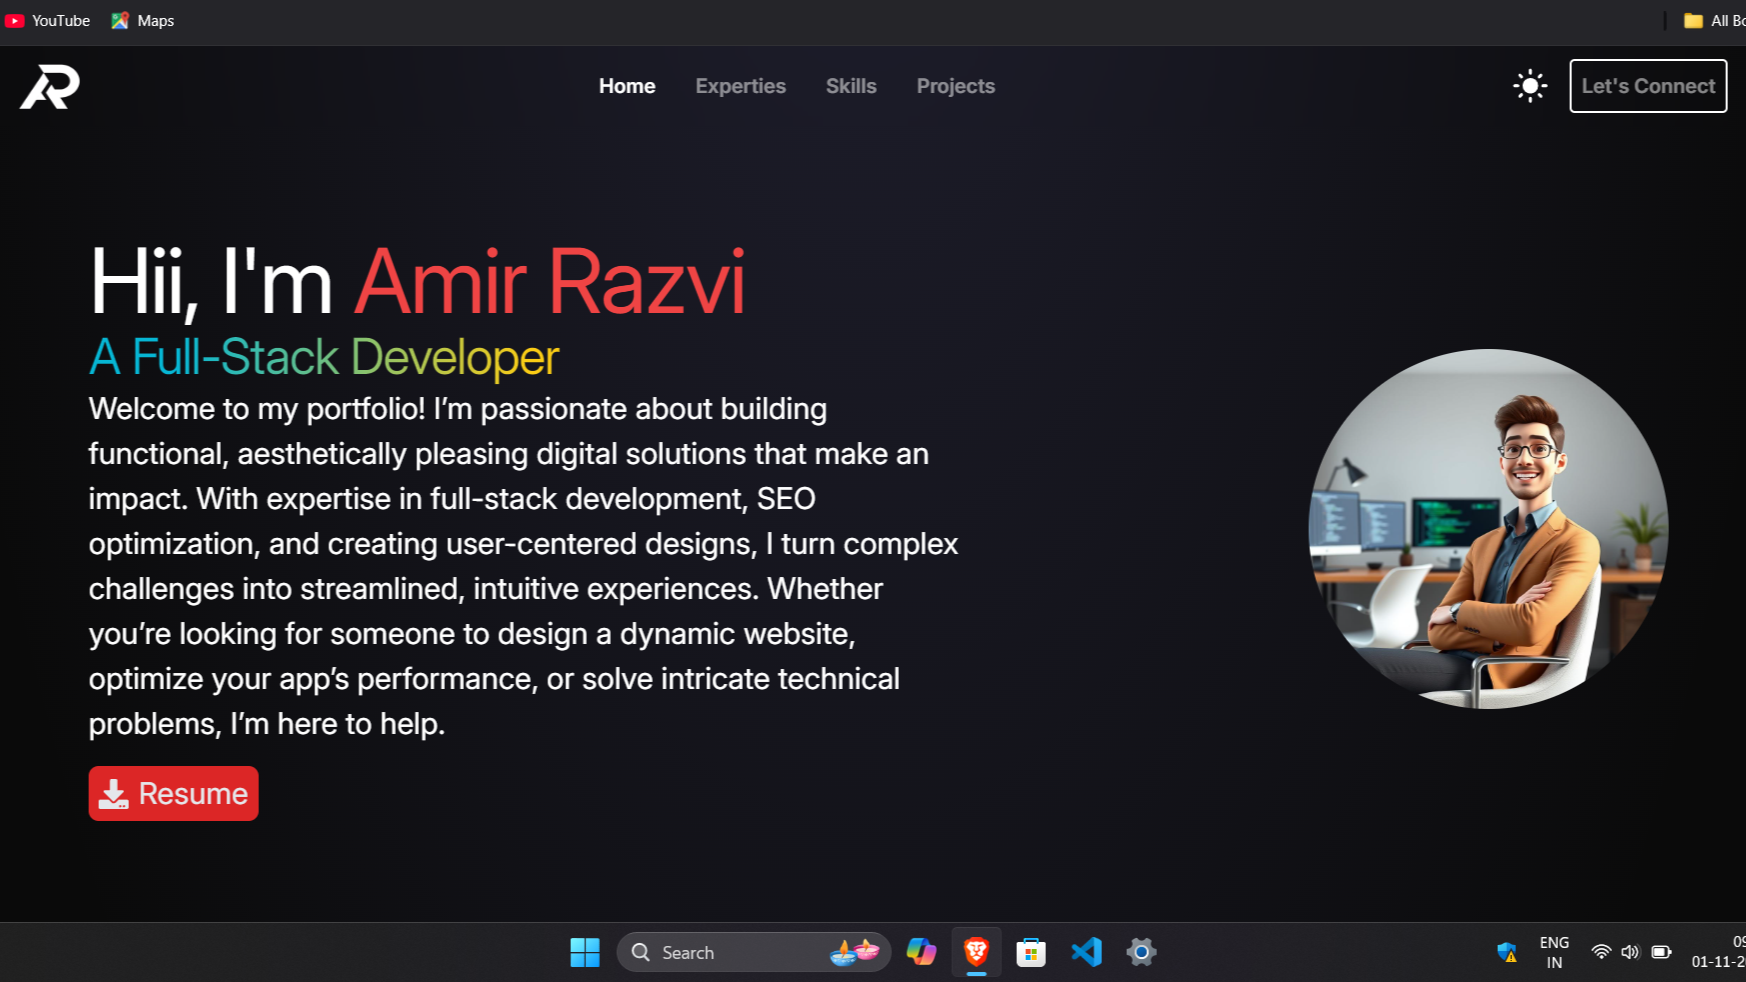 YouTube
Maps
All Bo
Home
Experties
Skills
Projects
Let's Connect
Hii, I'm Amir Razvi
A Full-Stack Developer
Welcome to my portfolio! I’m passionate about building
functional, aesthetically pleasing digital solutions that make an
impact. With expertise in full-stack development, SEO
optimization, and creating user-centered designs, I turn complex
challenges into streamlined, intuitive experiences. Whether
you’re looking for someone to design a dynamic website,
optimize your app’s performance, or solve intricate technical
problems, I’m here to help.
Resume
Search
ENG
IN
09
01-11-2